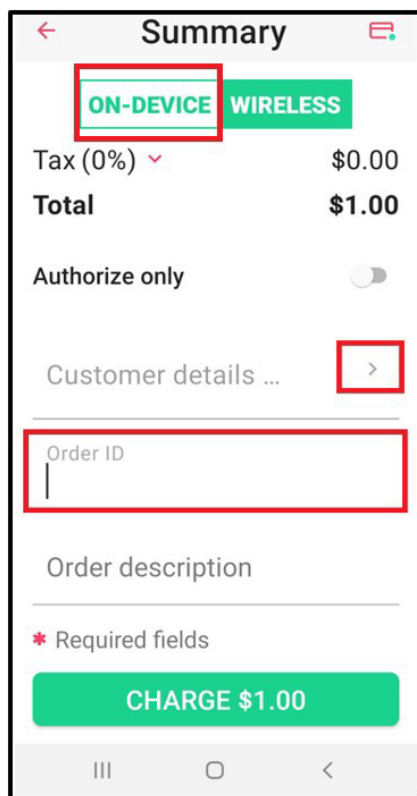 Summary
ON-DEVICE WIRELESS
Tax (0%) $0.00
Total $1.00
Authorize only
Customer details ...
Order ID
Order description
* Required fields
CHARGE $1.00